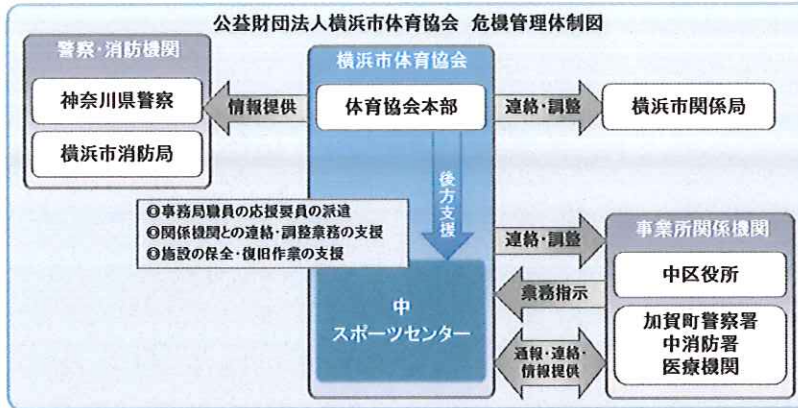 公益財団法人横浜市体育協会 危機管理体制図
警察・消防機関
神奈川県警察
横浜市消防局
情報提供
横浜市体育協会
体育協会本部
連絡・調整
横浜市関係局
後方支援
❶事務局職員の応援要員の派遣
❷関係機関との連絡・調整業務の支援
❸施設の保全・復旧作業の支援
中
スポーツセンター
連絡・調整
業務指示
通報・連絡・
情報提供
事業所関係機関
中区役所
加賀町警察署
中消防署
医療機関